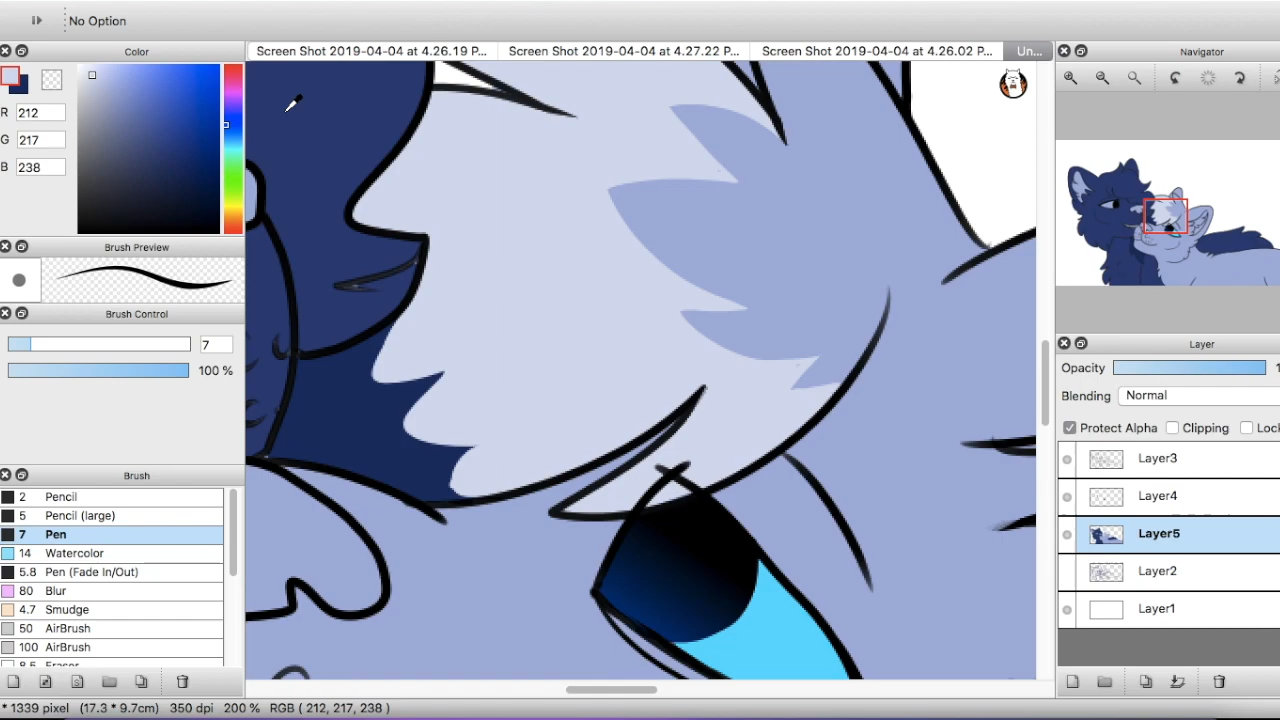 No Option
Color
Screen Shot 2019-04-04 at 4.26.19 P...
Screen Shot 2019-04-04 at 4.27.22 P...
Screen Shot 2019-04-04 at 4.26.02 P...
Un...
Navigator
R 212
G 217
B 238
Brush Preview
Brush Control
7
100 %
Brush
2 Pencil
5 Pencil (large)
7 Pen
14 Watercolor
5.8 Pen (Fade In/Out)
80 Blur
4.7 Smudge
50 AirBrush
100 AirBrush
8.5 Eraser
Layer
Opacity 1
Blending Normal
Protect Alpha Clipping Lock
Layer3
Layer4
Layer5
Layer2
Layer1
* 1339 pixel (17.3 * 9.7cm) 350 dpi 200 % RGB ( 212, 217, 238 )